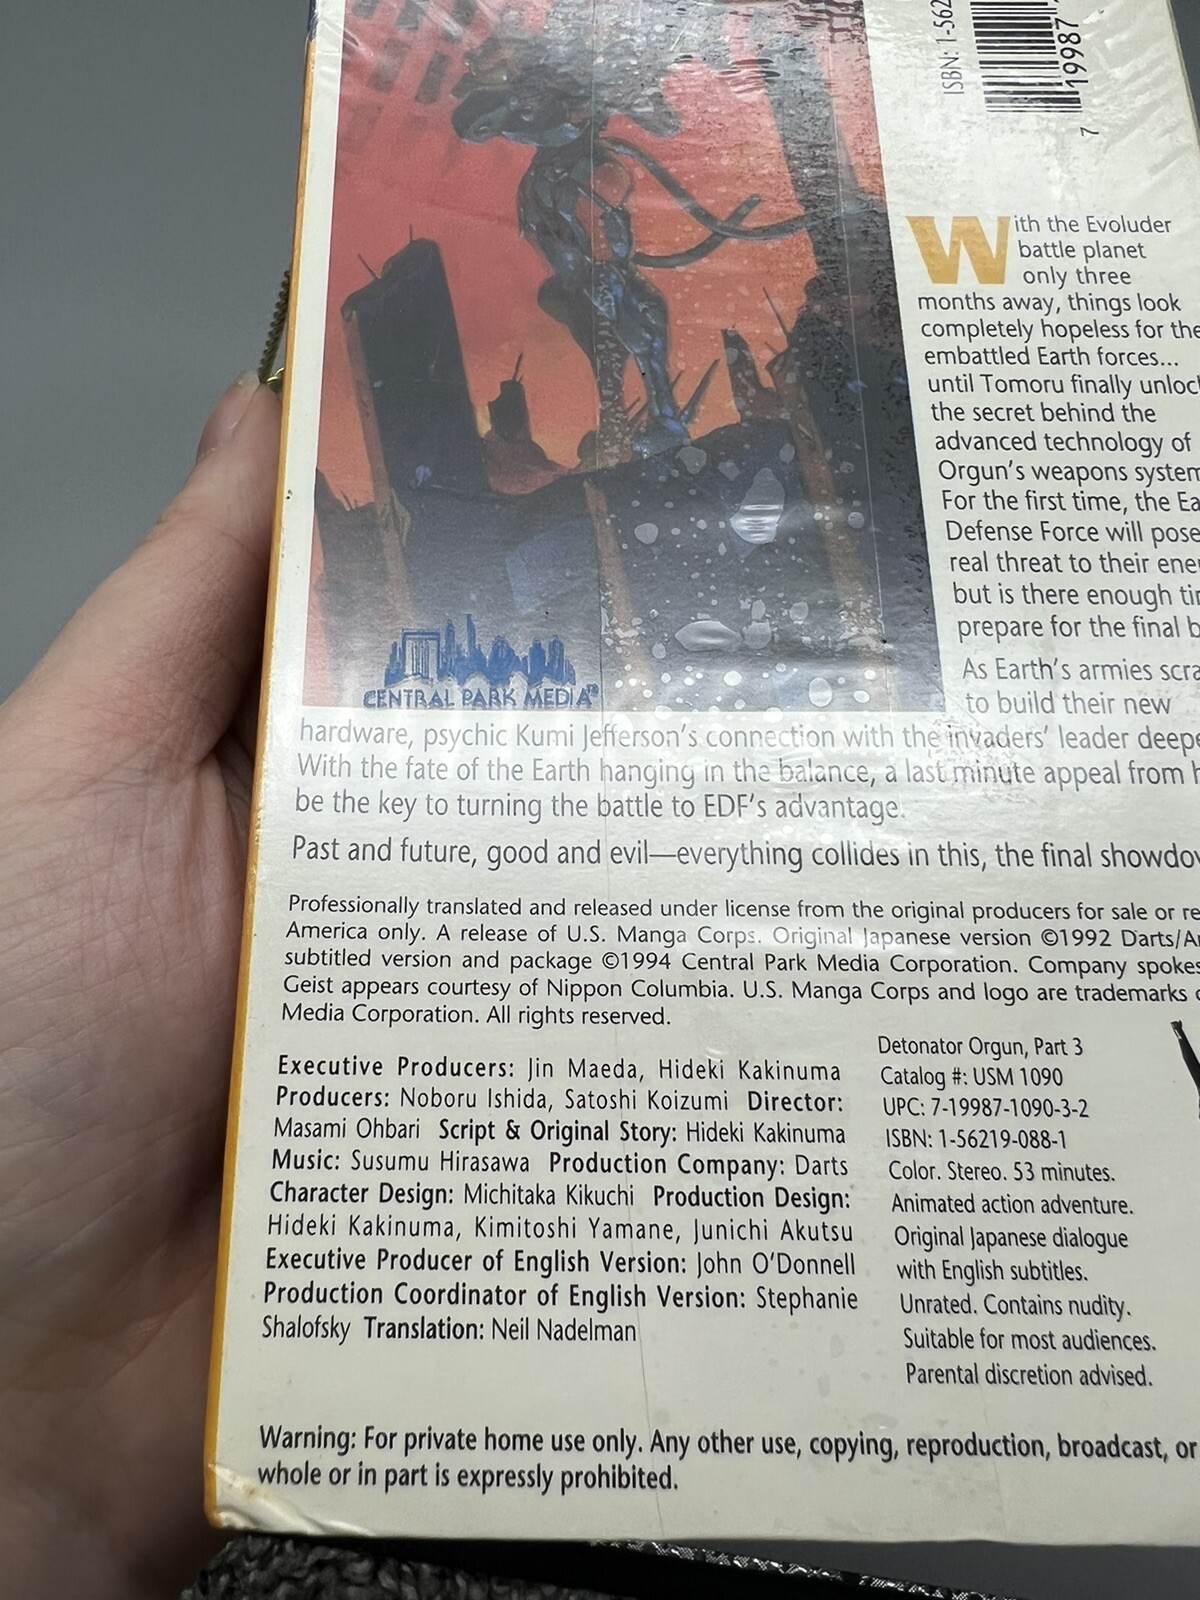 ISBN: 1-562
7 19987
With the Evoluder
battle planet
only three
months away, things look
completely hopeless for the
embattled Earth forces...
until Tomoru finally
the secret behind the
advanced technology of
Orgun's weapons
For the first time, the
Defense Force will pose
real threat to their
but is there enough
prepare for the final
As Earth's armies
to build their new
CENTRAL PARK MEDIA
hardware, psychic Kumi Jefferson's connection with the invaders' leader
With the fate of the Earth hanging in the balance, a last minute appeal from
be the key to turning the battle to EDF's advantage.
Past and future, good and evil—everything collides in this, the final
Professionally translated and released under license from the original producers for sale or
America only. A release of U.S. Manga Corps. Original Japanese version ©1992 Darts/
subtitled version and package ©1994 Central Park Media Corporation. Company
Geist appears courtesy of Nippon Columbia. U.S. Manga Corps and logo are trademarks
Media Corporation. All rights reserved.
Executive Producers: Jin Maeda, Hideki Kakinuma
Producers: Noboru Ishida, Satoshi Koizumi Director:
Masami Ohbari Script & Original Story: Hideki Kakinuma
Music: Susumu Hirasawa Production Company: Darts
Character Design: Michitaka Kikuchi Production Design:
Hideki Kakinuma, Kimitoshi Yamane, Junichi Akutsu
Executive Producer of English Version: John O'Donnell
Production Coordinator of English Version: Stephanie
Shalofsky Translation: Neil Nadelman
Detonator Orgun, Part 3
Catalog #: USM 1090
UPC: 7-19987-1090-3-2
ISBN: 1-56219-088-1
Color. Stereo. 53 minutes.
Animated action adventure.
Original Japanese dialogue
with English subtitles.
Unrated. Contains nudity.
Suitable for most audiences.
Parental discretion advised.
Warning: For private home use only. Any other use, copying, reproduction, broadcast, or
whole or in part is expressly prohibited.